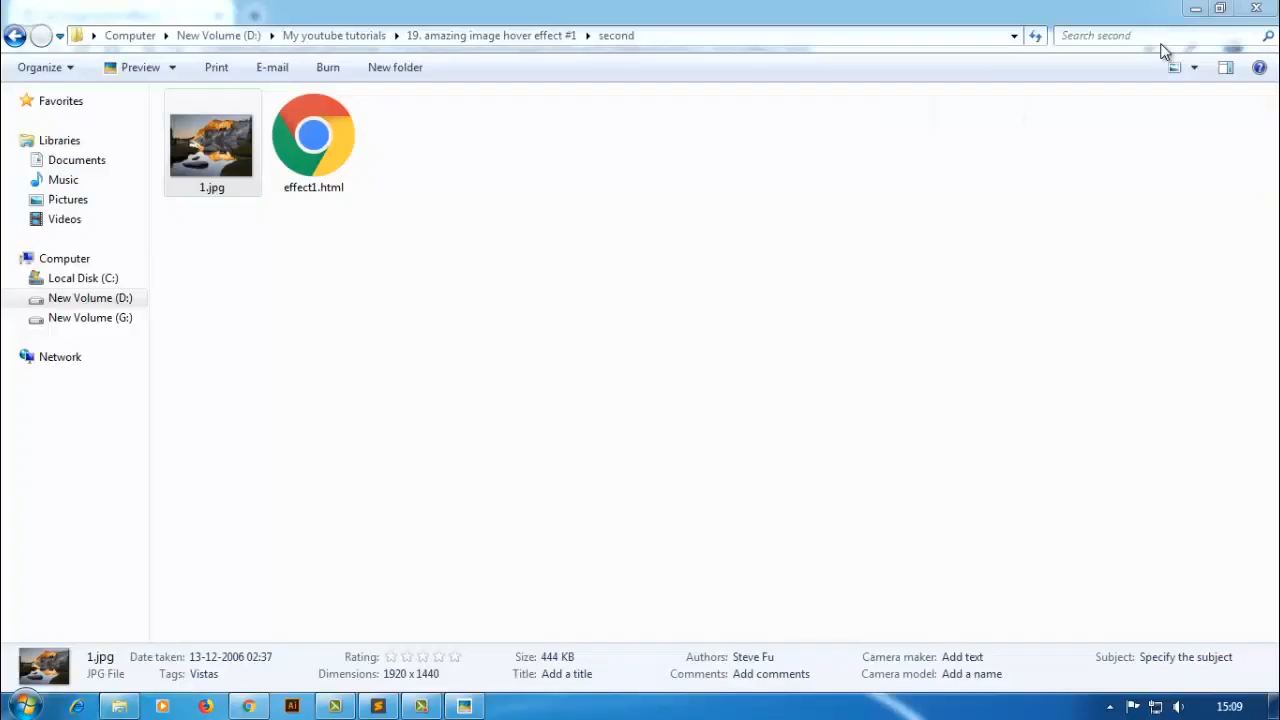 Computer New Volume (D:) My youtube tutorials 19. amazing image hover effect #1 second Search second
Organize Preview Print E-mail Burn New folder
Favorites
Libraries
Documents
Music
Pictures
Videos
Computer
Local Disk (C:)
New Volume (D:)
New Volume (G:)
Network
1.jpg effect1.html
1.jpg Date taken: 13-12-2006 02:37 Rating: Size: 444 KB Authors: Steve Fu Camera maker: Add text Subject: Specify the subject
JPG File Tags: Vistas Dimensions: 1920 x 1440 Title: Add a title Comments: Add comments Camera model: Add a name
Ai 15:09